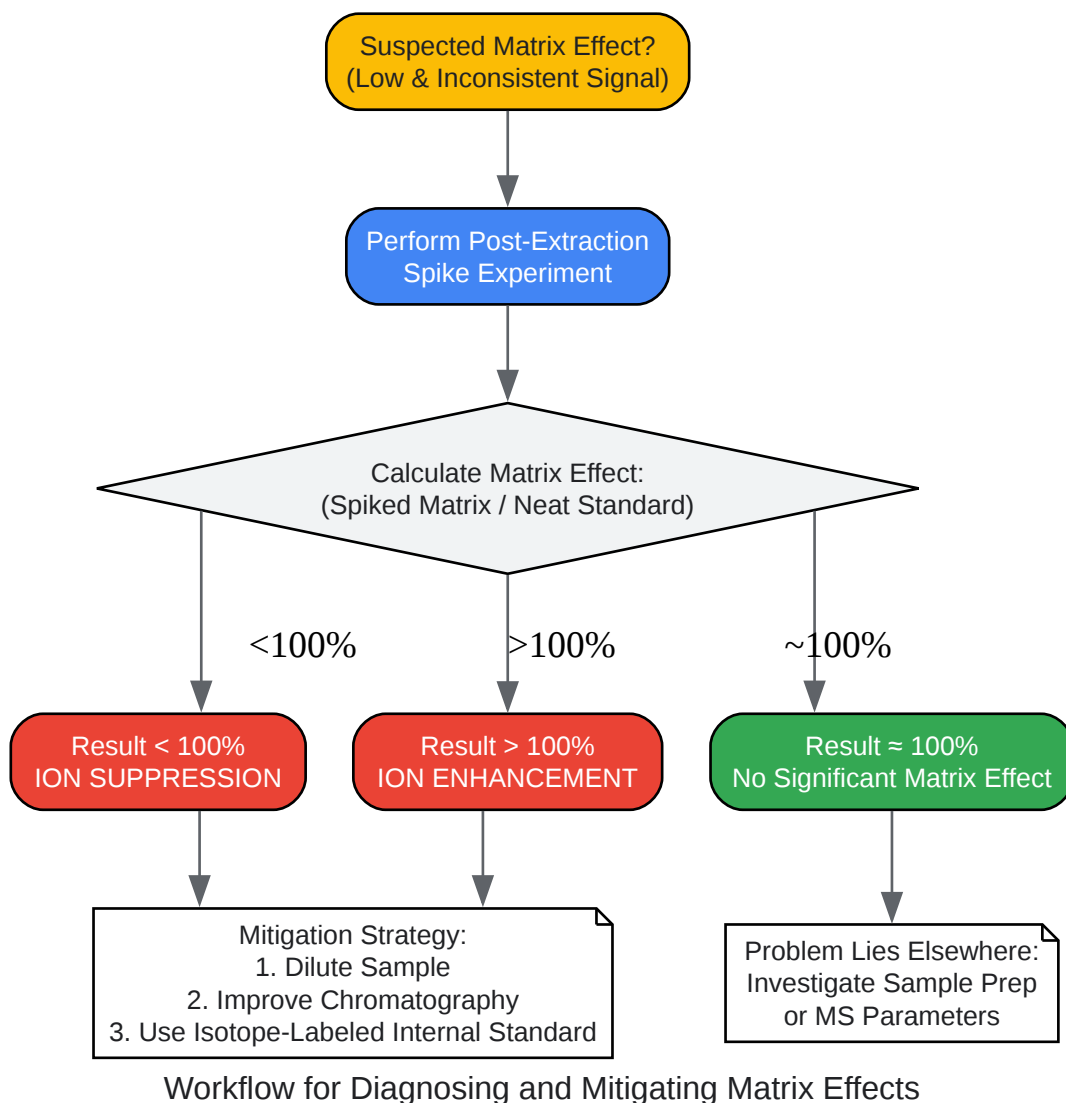 Suspected Matrix Effect?
(Low & Inconsistent Signal)
Perform Post-Extraction
Spike Experiment
Calculate Matrix Effect:
(Spiked Matrix / Neat Standard)
<100%
>100%
~100%
Result < 100%
ION SUPPRESSION
Result > 100%
ION ENHANCEMENT
Result ≈ 100%
No Significant Matrix Effect
Mitigation Strategy:
1. Dilute Sample
2. Improve Chromatography
3. Use Isotope-Labeled Internal Standard
Problem Lies Elsewhere:
Investigate Sample Prep
or MS Parameters
Workflow for Diagnosing and Mitigating Matrix Effects